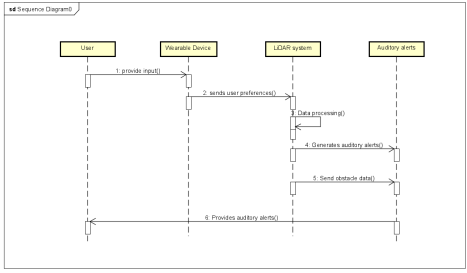 sd Sequence Diagram0
User
Wearable Device
LiDAR system
Auditory alerts
1: provide input()
2: sends user preferences()
3: Data processing()
4: Generates auditory alerts()
5: Send obstacle data()
6: Provides auditory alerts()